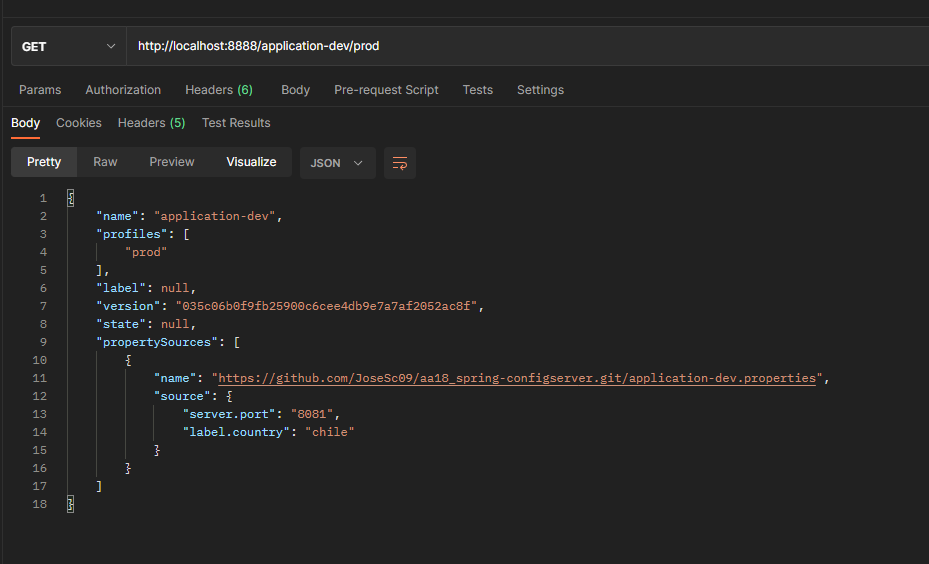 GET http://localhost:8888/application-dev/prod
Params Authorization Headers (6) Body Pre-request Script Tests Settings
Body Cookies Headers (5) Test Results
Pretty Raw Preview Visualize JSON
1 {
2 "name": "application-dev",
3 "profiles": [
4 "prod"
5 ],
6 "label": null,
7 "version": "035c06b0f9fb25900c6cee4db9e7a7af2052ac8f",
8 "state": null,
9 "propertySources": [
10 {
11 "name": "https://github.com/JoseSc09/aa18_spring-configserver.git/application-dev.properties",
12 "source": {
13 "server.port": "8081",
14 "label.country": "chile"
15 }
16 }
17 ]
18 }